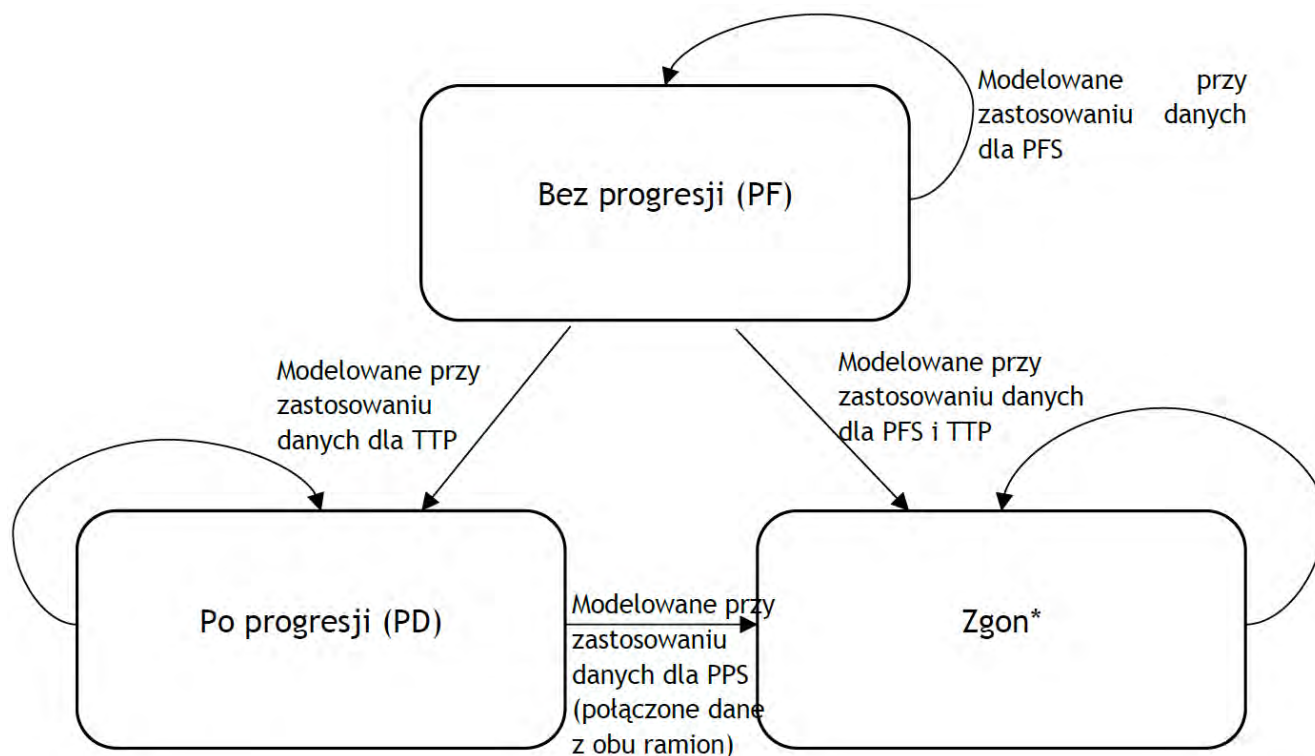 Modelowane przy
zastosowaniu danych
dla PFS
Bez progresji (PF)
Modelowane przy
zastosowaniu
danych dla TTP
Modelowane przy
zastosowaniu danych
dla PFS i TTP
Po progresji (PD)
Modelowane przy
zastosowaniu
danych dla PPS
(połączone dane
z obu ramion)
Zgon*